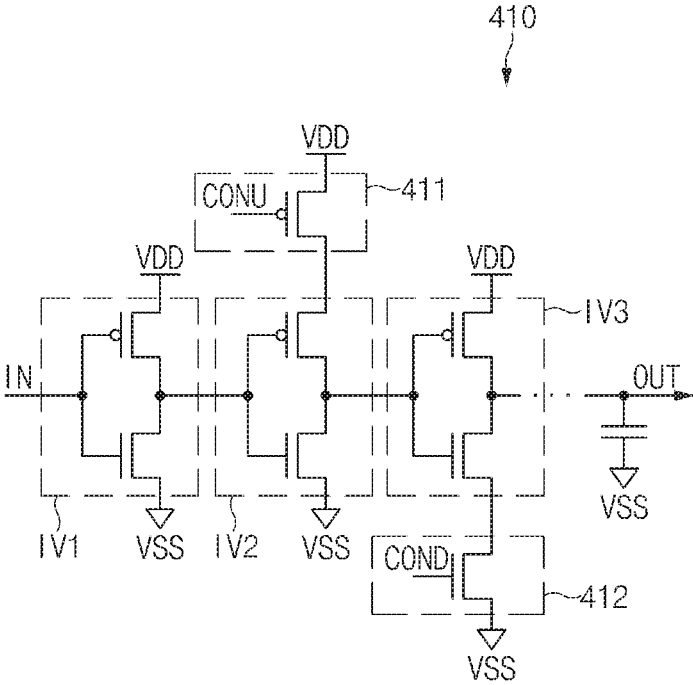 410
VDD
CONU
411
VDD
VDD
IV3
IN
OUT
VSS
IV1
VSS
IV2
VSS
COND
412
VSS